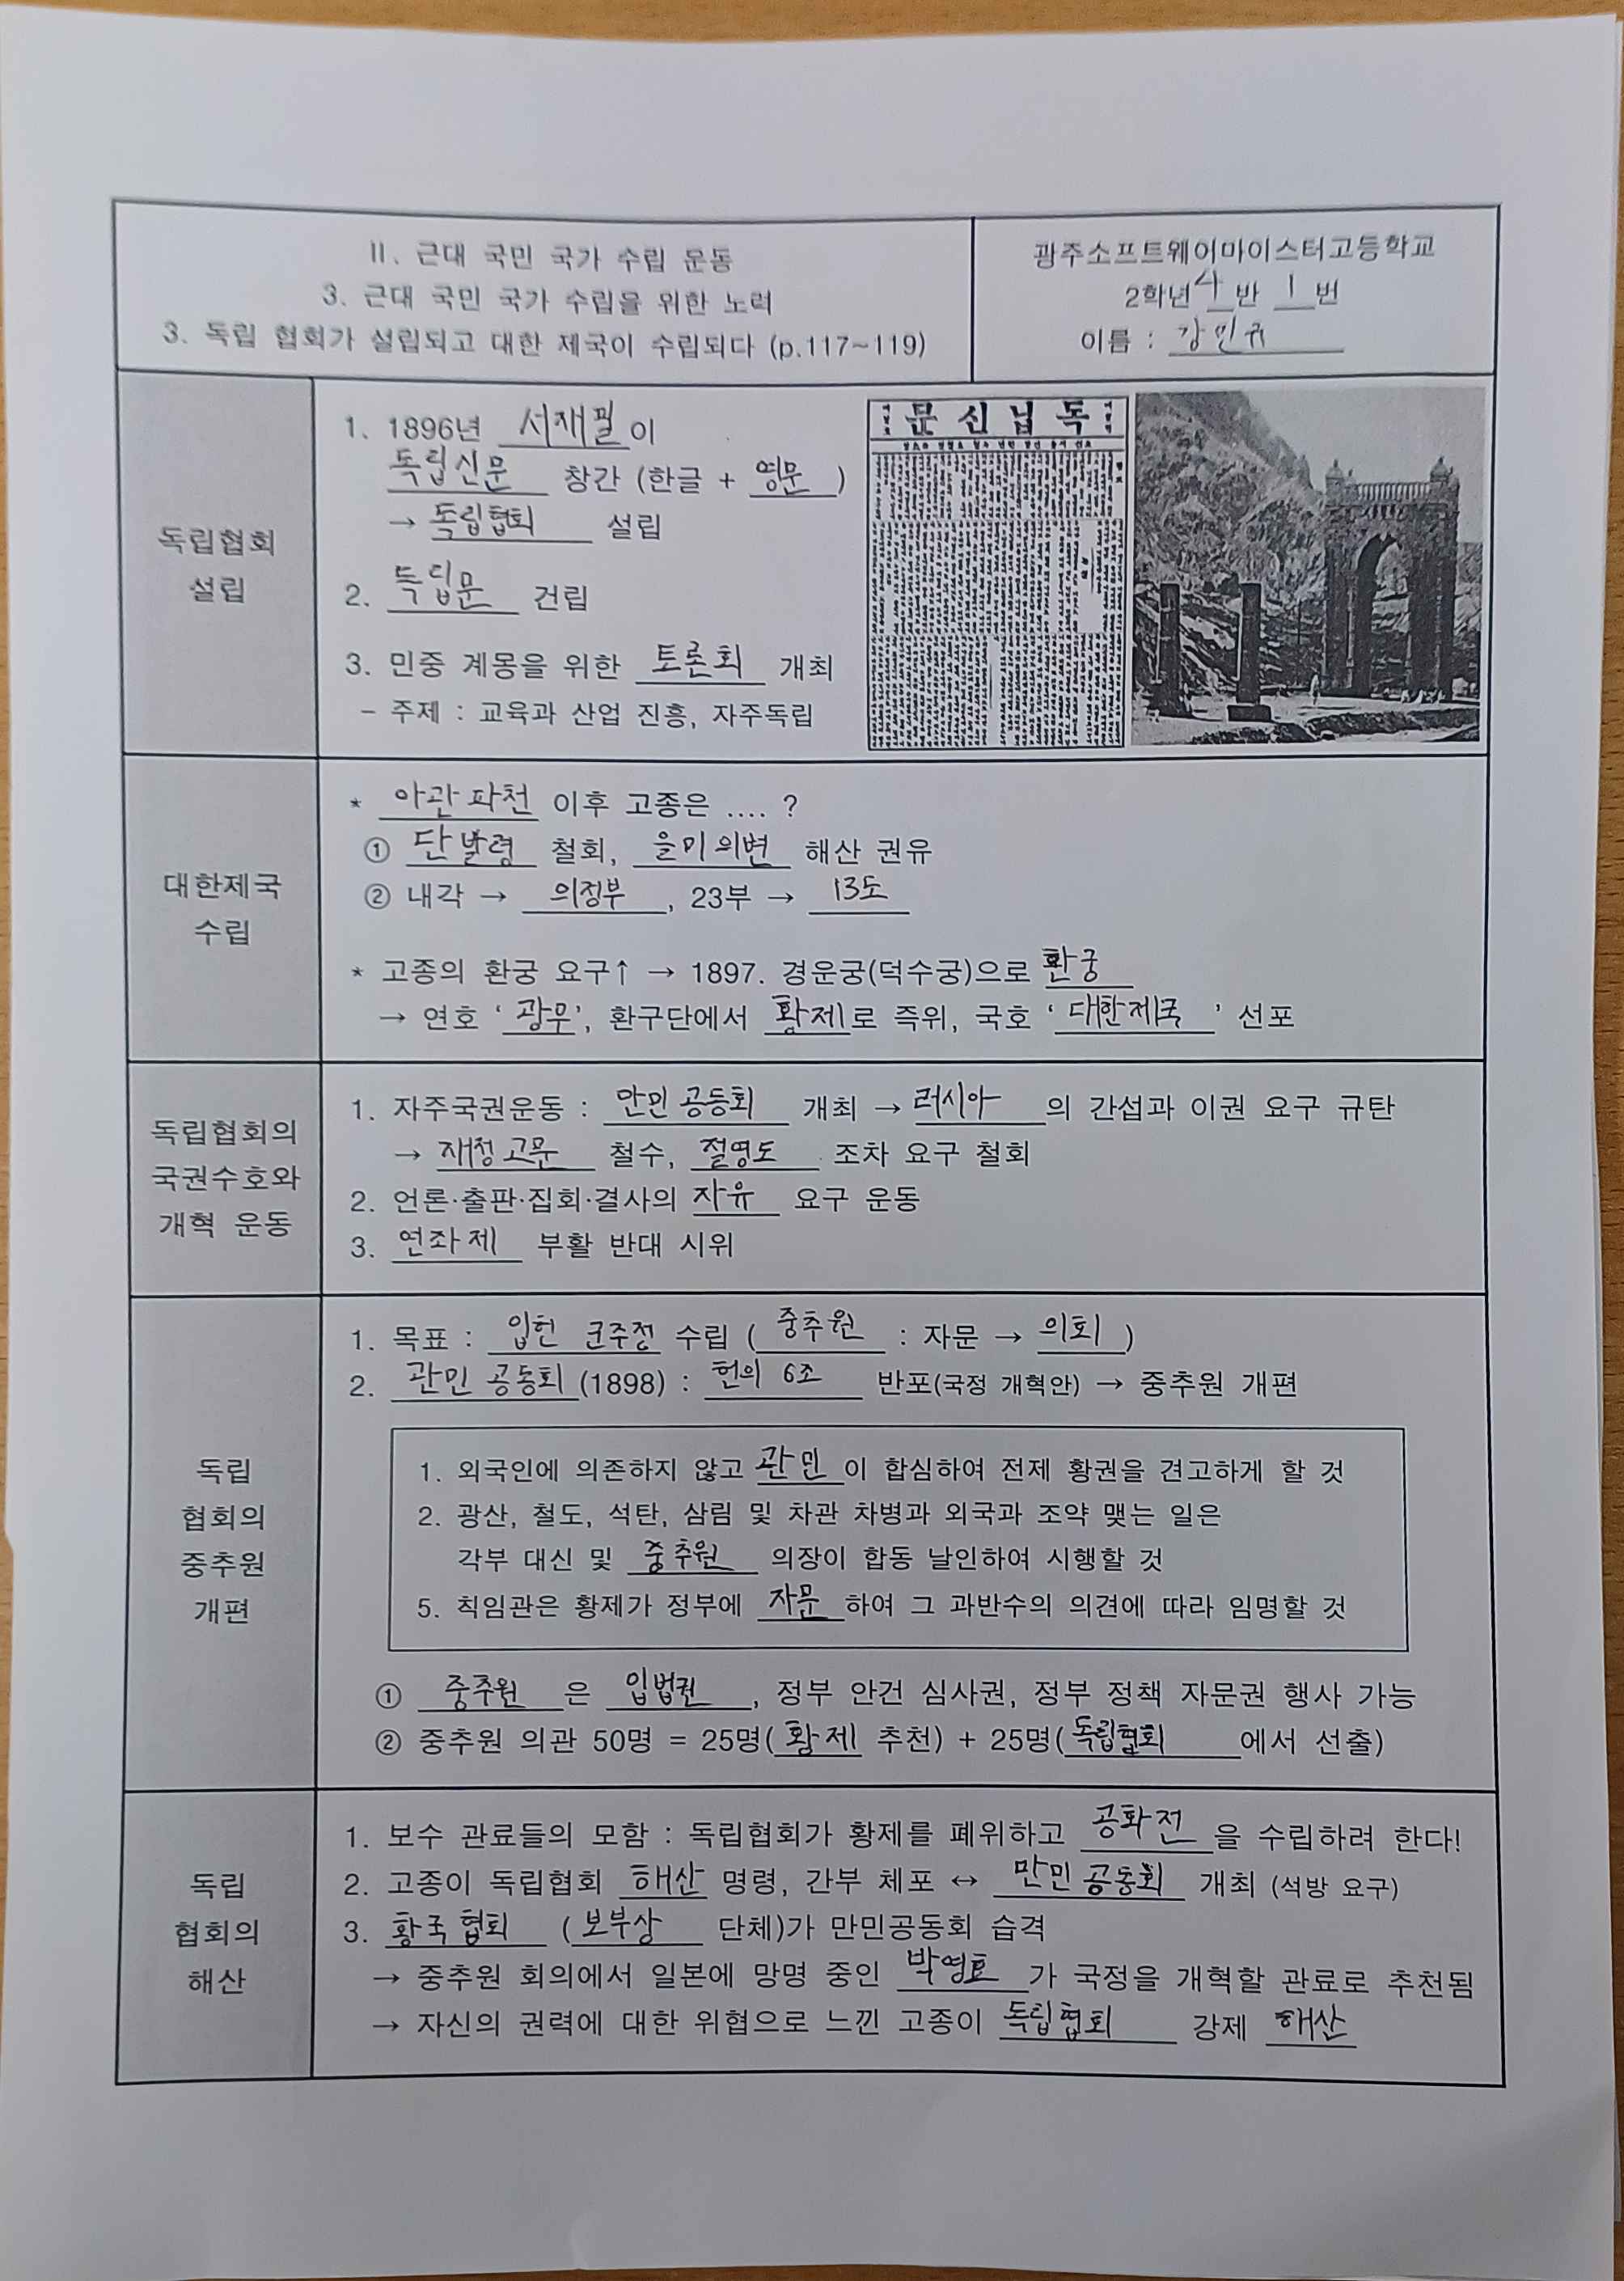 II. 근대 국민 국가 수립 운동
3. 근대 국민 국가 수립을 위한 노력
3. 독립 협회가 설립되고 대한 제국이 수립되다 (p.117~119)
광주소프트웨어마이스터고등학교
2학년 4 반 1 번
이름 : 강민규
독립협회
설립
1. 1896년 서재필이
독립신문 창간 (한글 + 영문)
→ 독립협회 설립
2. 독립문 건립
3. 민중 계몽을 위한 토론회 개최
- 주제 : 교육과 산업 진흥, 자주독립
문신닙독
대한제국
수립
* 아관파천 이후 고종은 .... ?
① 단발령 철회, 을미의변 해산 권유
② 내각 → 의정부, 23부 → 13도
* 고종의 환궁 요구↑ → 1897. 경운궁(덕수궁)으로 환궁
→ 연호 ‘광무’, 환구단에서 황제로 즉위, 국호 ‘대한제국’ 선포
독립협회의
국권수호와
개혁 운동
1. 자주국권운동 : 만민 공동회 개최 → 러시아의 간섭과 이권 요구 규탄
→ 재정 고문 철수, 절영도 조차 요구 철회
2. 언론·출판·집회·결사의 자유 요구 운동
3. 연좌제 부활 반대 시위
독립
협회의
중추원
개편
1. 목표 : 입헌 군주정 수립 (중추원 : 자문 → 의회)
2. 관민 공동회(1898) : 헌의 6조 반포(국정 개혁안) → 중추원 개편
1. 외국인에 의존하지 않고 관민이 합심하여 전제 황권을 견고하게 할 것
2. 광산, 철도, 석탄, 삼림 및 차관 차병과 외국과 조약 맺는 일은
각부 대신 및 중추원 의장이 합동 날인하여 시행할 것
5. 칙임관은 황제가 정부에 자문하여 그 과반수의 의견에 따라 임명할 것
① 중추원은 입법권, 정부 안건 심사권, 정부 정책 자문권 행사 가능
② 중추원 의관 50명 = 25명(황제 추천) + 25명(독립협회에서 선출)
독립
협회의
해산
1. 보수 관료들의 모함 : 독립협회가 황제를 폐위하고 공화전을 수립하려 한다!
2. 고종이 독립협회 해산 명령, 간부 체포 ↔ 만민 공동회 개최 (석방 요구)
3. 황국협회 (보부상 단체)가 만민공동회 습격
→ 중추원 회의에서 일본에 망명 중인 박영효가 국정을 개혁할 관료로 추천됨
→ 자신의 권력에 대한 위협으로 느낀 고종이 독립협회 강제 해산